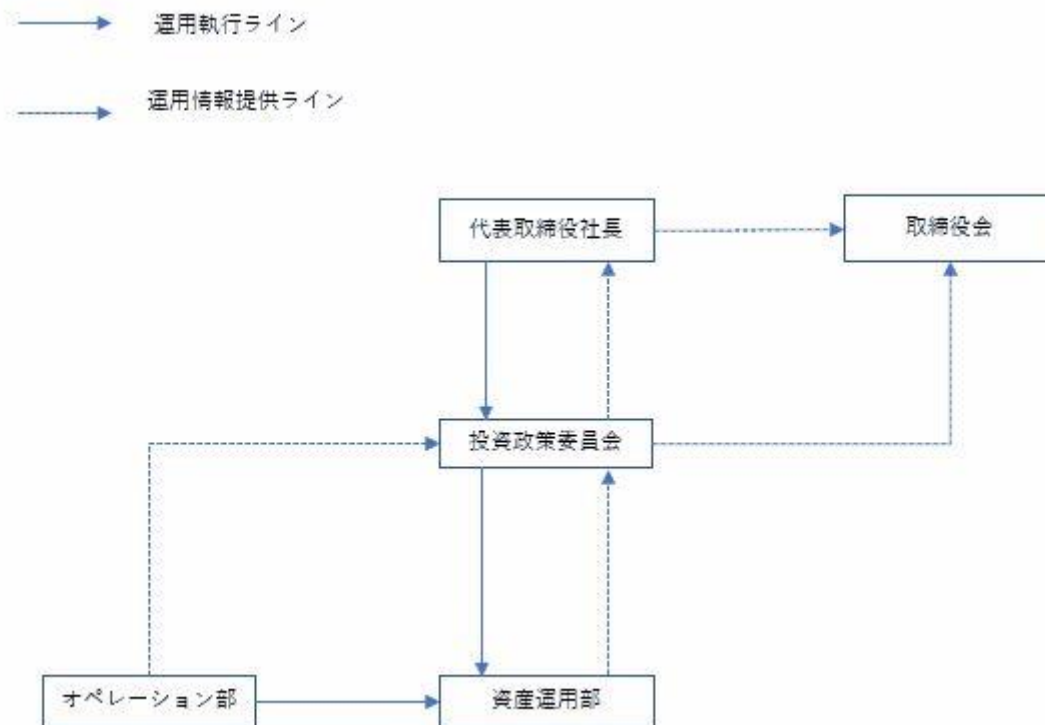 運用執行ライン
運用情報提供ライン
代表取締役社長
取締役会
投資政策委員会
オペレーション部
資産運用部